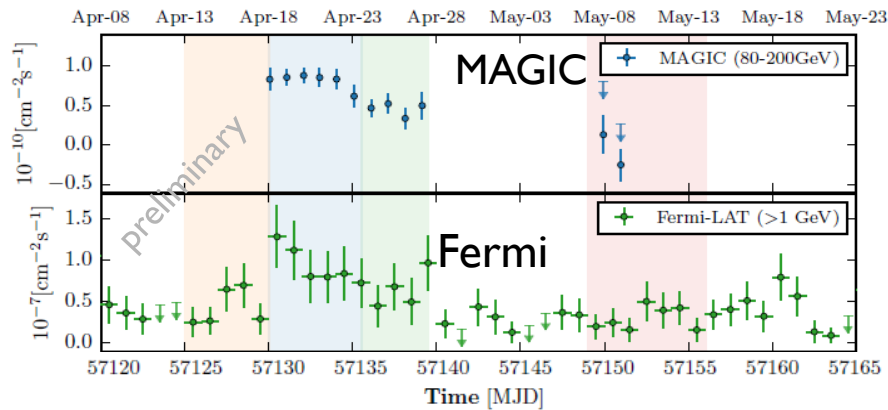 Apr-08 Apr-13 Apr-18 Apr-23 Apr-28 May-03 May-08 May-13 May-18 May-23
MAGIC
MAGIC (80-200GeV)
10⁻¹⁰[cm⁻²s⁻¹]
1.0
0.5
0.0
−0.5
preliminary
Fermi
Fermi-LAT (>1 GeV)
10⁻⁷[cm⁻²s⁻¹]
1.5
1.0
0.5
0.0
57120 57125 57130 57135 57140 57145 57150 57155 57160 57165
Time [MJD]